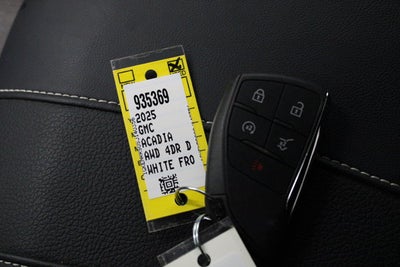 935369
2025
GMC
ACADIA
AWD 4DR D
WHITE FRO